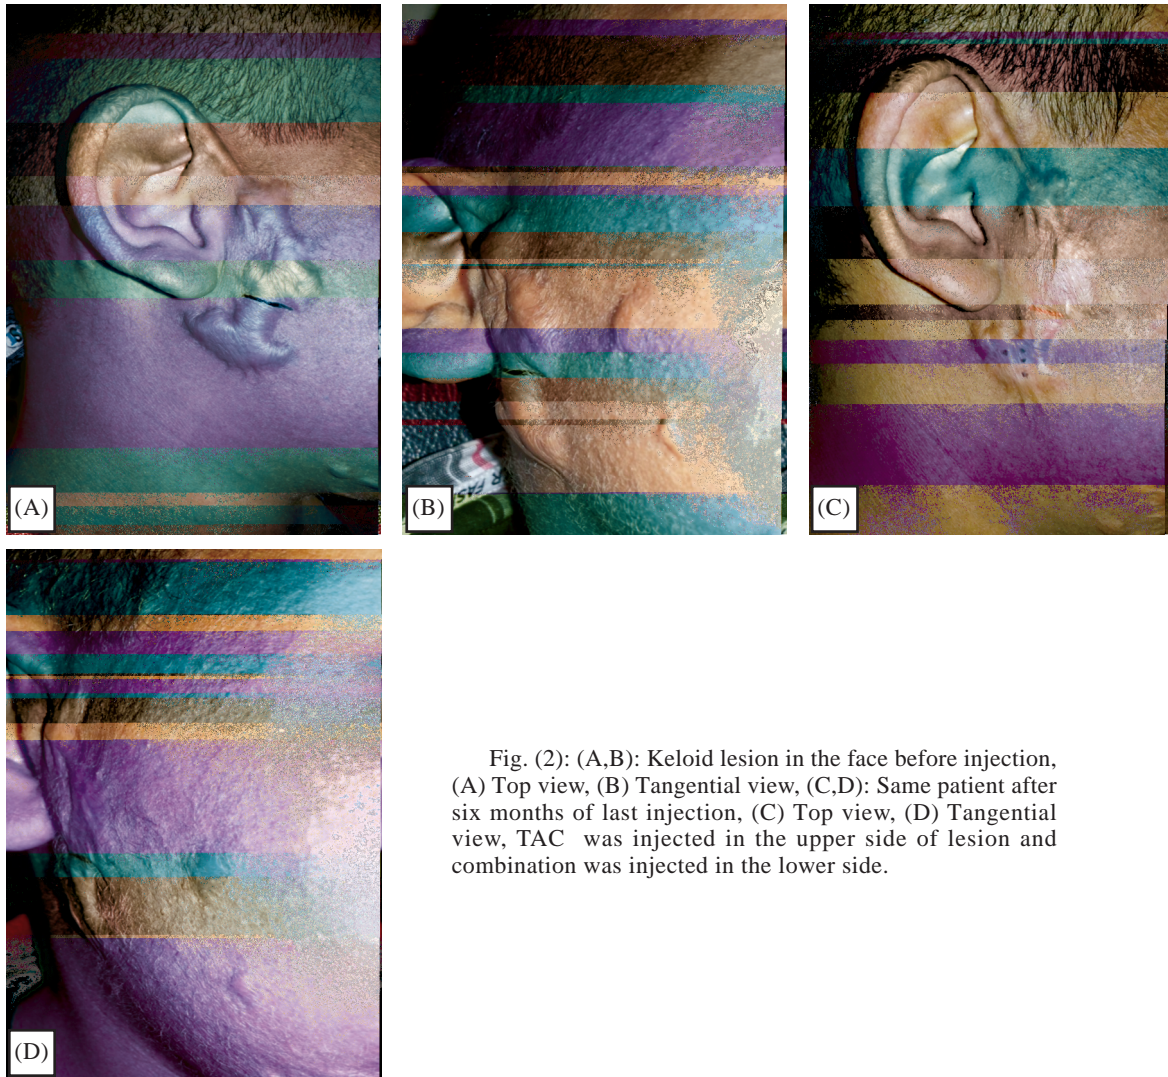 (A)
(B)
(C)
R FAS
(D)
Fig. (2): (A,B): Keloid lesion in the face before injection,
(A) Top view, (B) Tangential view, (C,D): Same patient after
six months of last injection, (C) Top view, (D) Tangential
view, TAC was injected in the upper side of lesion and
combination was injected in the lower side.